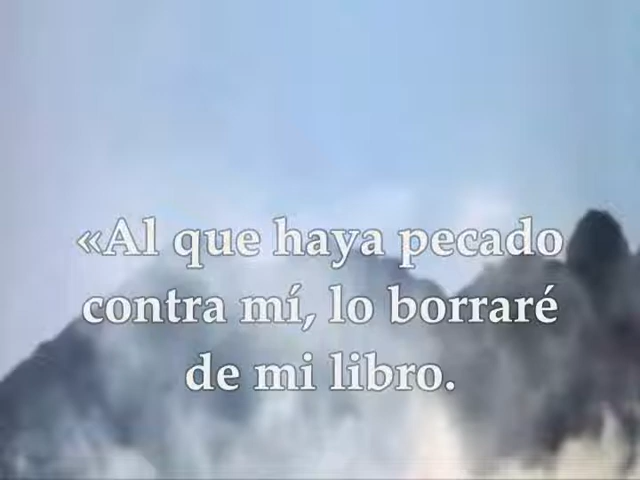 «Al que haya pecado
contra mí, lo borraré
de mi libro.